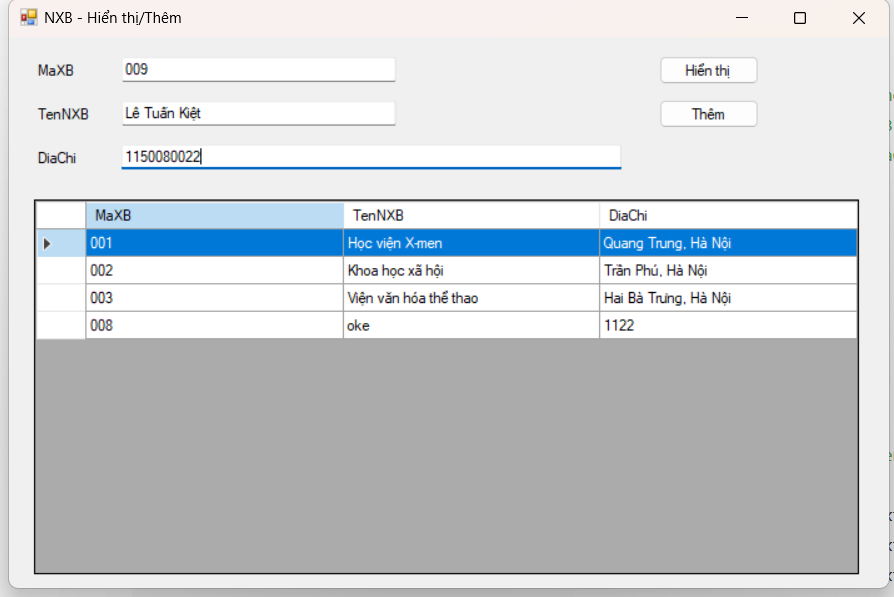 NXB - Hiển thị/Thêm
MaXB 009 Hiển thị
TenNXB Lê Tuấn Kiệt Thêm
DiaChi 1150080022
MaXB TenNXB DiaChi
001 Học viện X-men Quang Trung, Hà Nội
002 Khoa học xã hội Trần Phú, Hà Nội
003 Viện văn hóa thể thao Hai Bà Trưng, Hà Nội
008 oke 1122